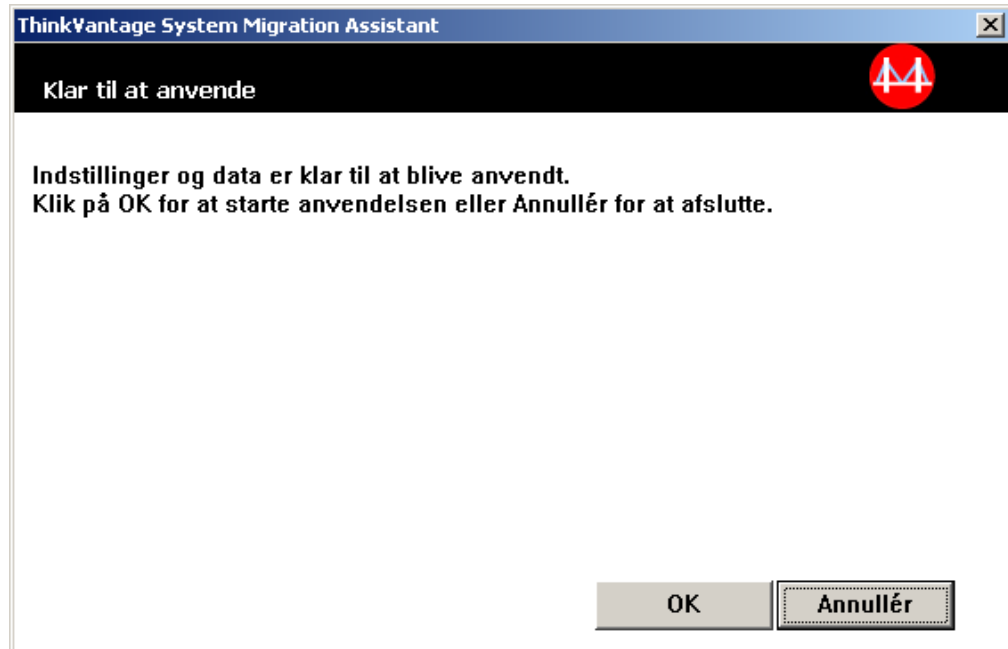 ThinkVantage System Migration Assistant
Klar til at anvende
Indstillinger og data er klar til at blive anvendt.
Klik på OK for at starte anvendelsen eller Annullér for at afslutte.
OK
Annullér